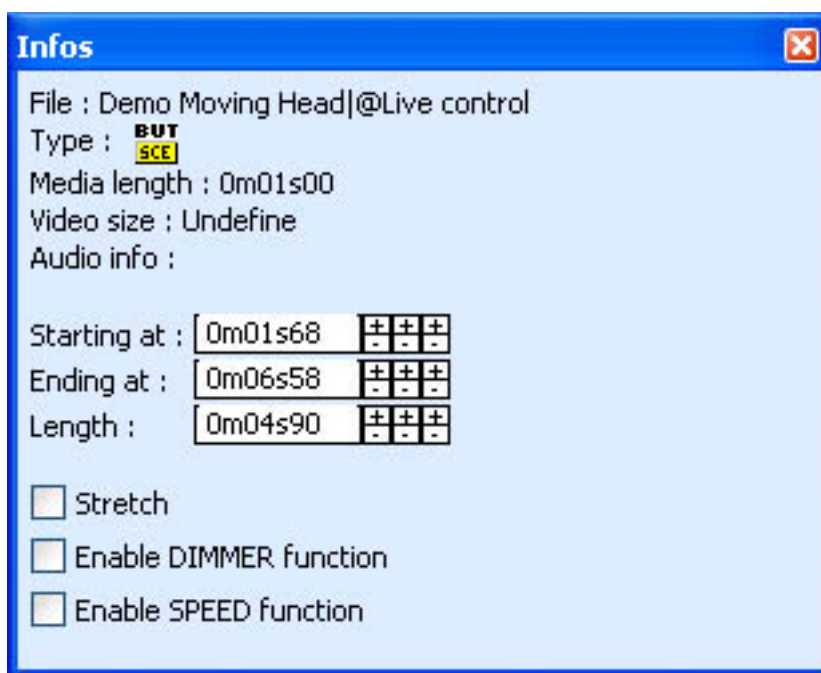 Infos
File : Demo Moving Head|@Live control
Type : BUT
SCE
Media length : 0m01s00
Video size : Undefine
Audio info :
Starting at : 0m01s68 + + +
- - -
Ending at : 0m06s58 + + +
- - -
Length : 0m04s90 + + +
- - -
Stretch
Enable DIMMER function
Enable SPEED function